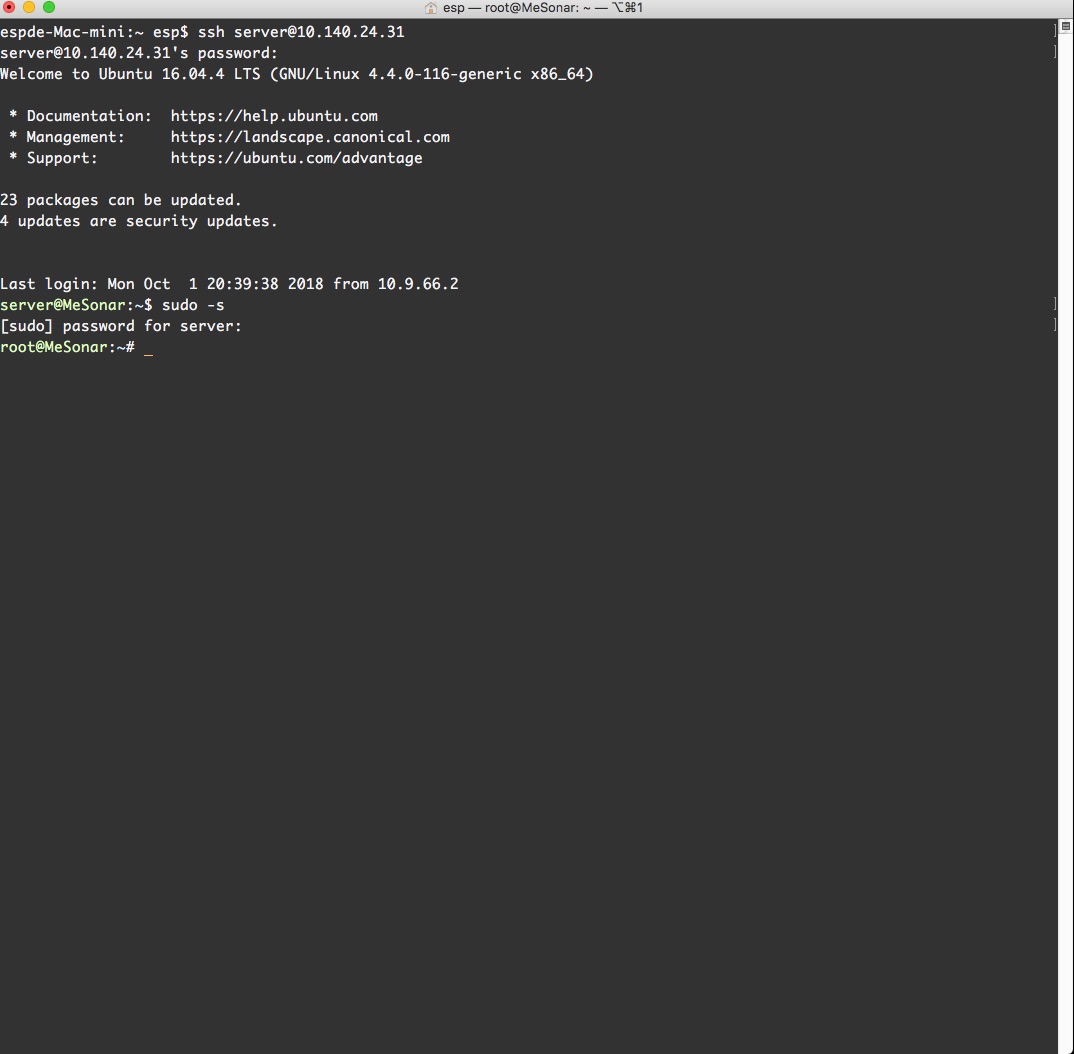 esp — root@MeSonar: ~ — ⌥⌘1
espde-Mac-mini:~ esp$ ssh server@10.140.24.31
server@10.140.24.31's password:
Welcome to Ubuntu 16.04.4 LTS (GNU/Linux 4.4.0-116-generic x86_64)
* Documentation:  https://help.ubuntu.com
* Management:     https://landscape.canonical.com
* Support:        https://ubuntu.com/advantage
23 packages can be updated.
4 updates are security updates.
Last login: Mon Oct  1 20:39:38 2018 from 10.9.66.2
server@MeSonar:~$ sudo -s
[sudo] password for server:
root@MeSonar:~# _